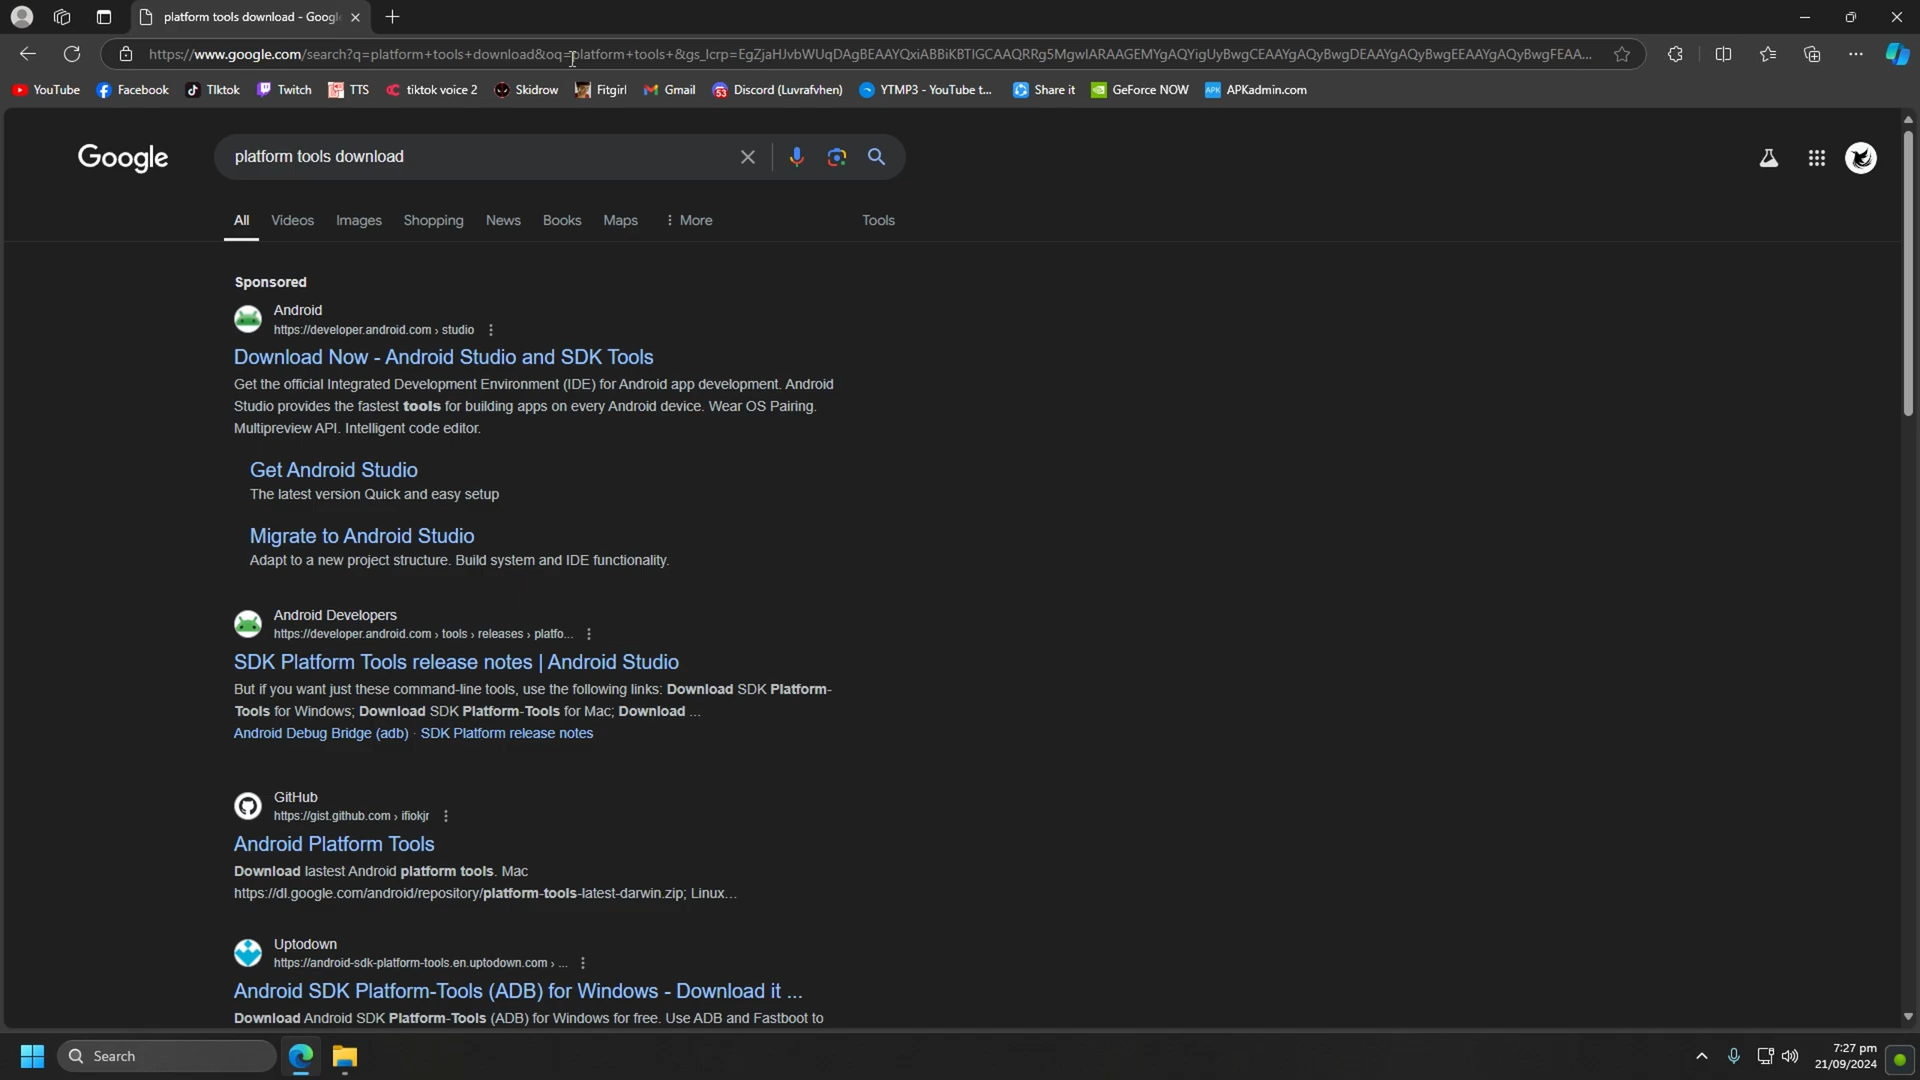 platform tools download - Googl
https://www.google.com/search?q=platform+tools+download&oq=platform+tools+&gs_lcrp=EgZjaHJvbWUqDAgBEAAYQxiABBiKBTIGCAAQRRg5MgwIARAAGEMYgAQYigUyBwgCEAAYgAQyBwgDEAAYgAQyBwgEEAAYgAQyBwgFEAA...
YouTube Facebook TIktok Twitch TTS tiktok voice 2 Skidrow Fitgirl Gmail Discord (Luvrafvhen) YTMP3 - YouTube t... Share it GeForce NOW APKadmin.com
Google platform tools download
All Videos Images Shopping News Books Maps More Tools
Sponsored
Android
https://developer.android.com › studio
Download Now - Android Studio and SDK Tools
Get the official Integrated Development Environment (IDE) for Android app development. Android
Studio provides the fastest tools for building apps on every Android device. Wear OS Pairing.
Multipreview API. Intelligent code editor.
Get Android Studio
The latest version Quick and easy setup
Migrate to Android Studio
Adapt to a new project structure. Build system and IDE functionality.
Android Developers
https://developer.android.com › tools › releases › platfo...
SDK Platform Tools release notes | Android Studio
But if you want just these command-line tools, use the following links: Download SDK Platform-
Tools for Windows; Download SDK Platform-Tools for Mac; Download ...
Android Debug Bridge (adb) · SDK Platform release notes
GitHub
https://gist.github.com › ifiokjr
Android Platform Tools
Download lastest Android platform tools. Mac
https://dl.google.com/android/repository/platform-tools-latest-darwin.zip; Linux...
Uptodown
https://android-sdk-platform-tools.en.uptodown.com › ...
Android SDK Platform-Tools (ADB) for Windows - Download it ...
Download Android SDK Platform-Tools (ADB) for Windows for free. Use ADB and Fastboot to
Search
7:27 pm
21/09/2024